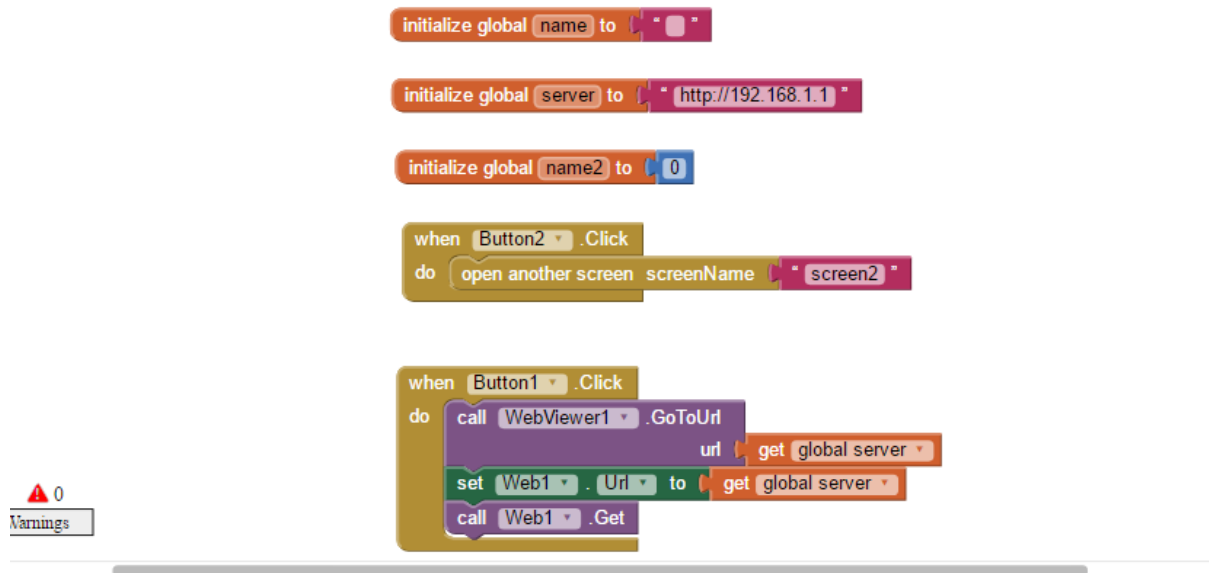 initialize global name to " "
initialize global server to " http://192.168.1.1 "
initialize global name2 to 0
when Button2 .Click
do open another screen screenName " screen2 "
when Button1 .Click
do call WebViewer1 .GoToUrl
url get global server
set Web1 . Url to get global server
call Web1 .Get
0
Warnings